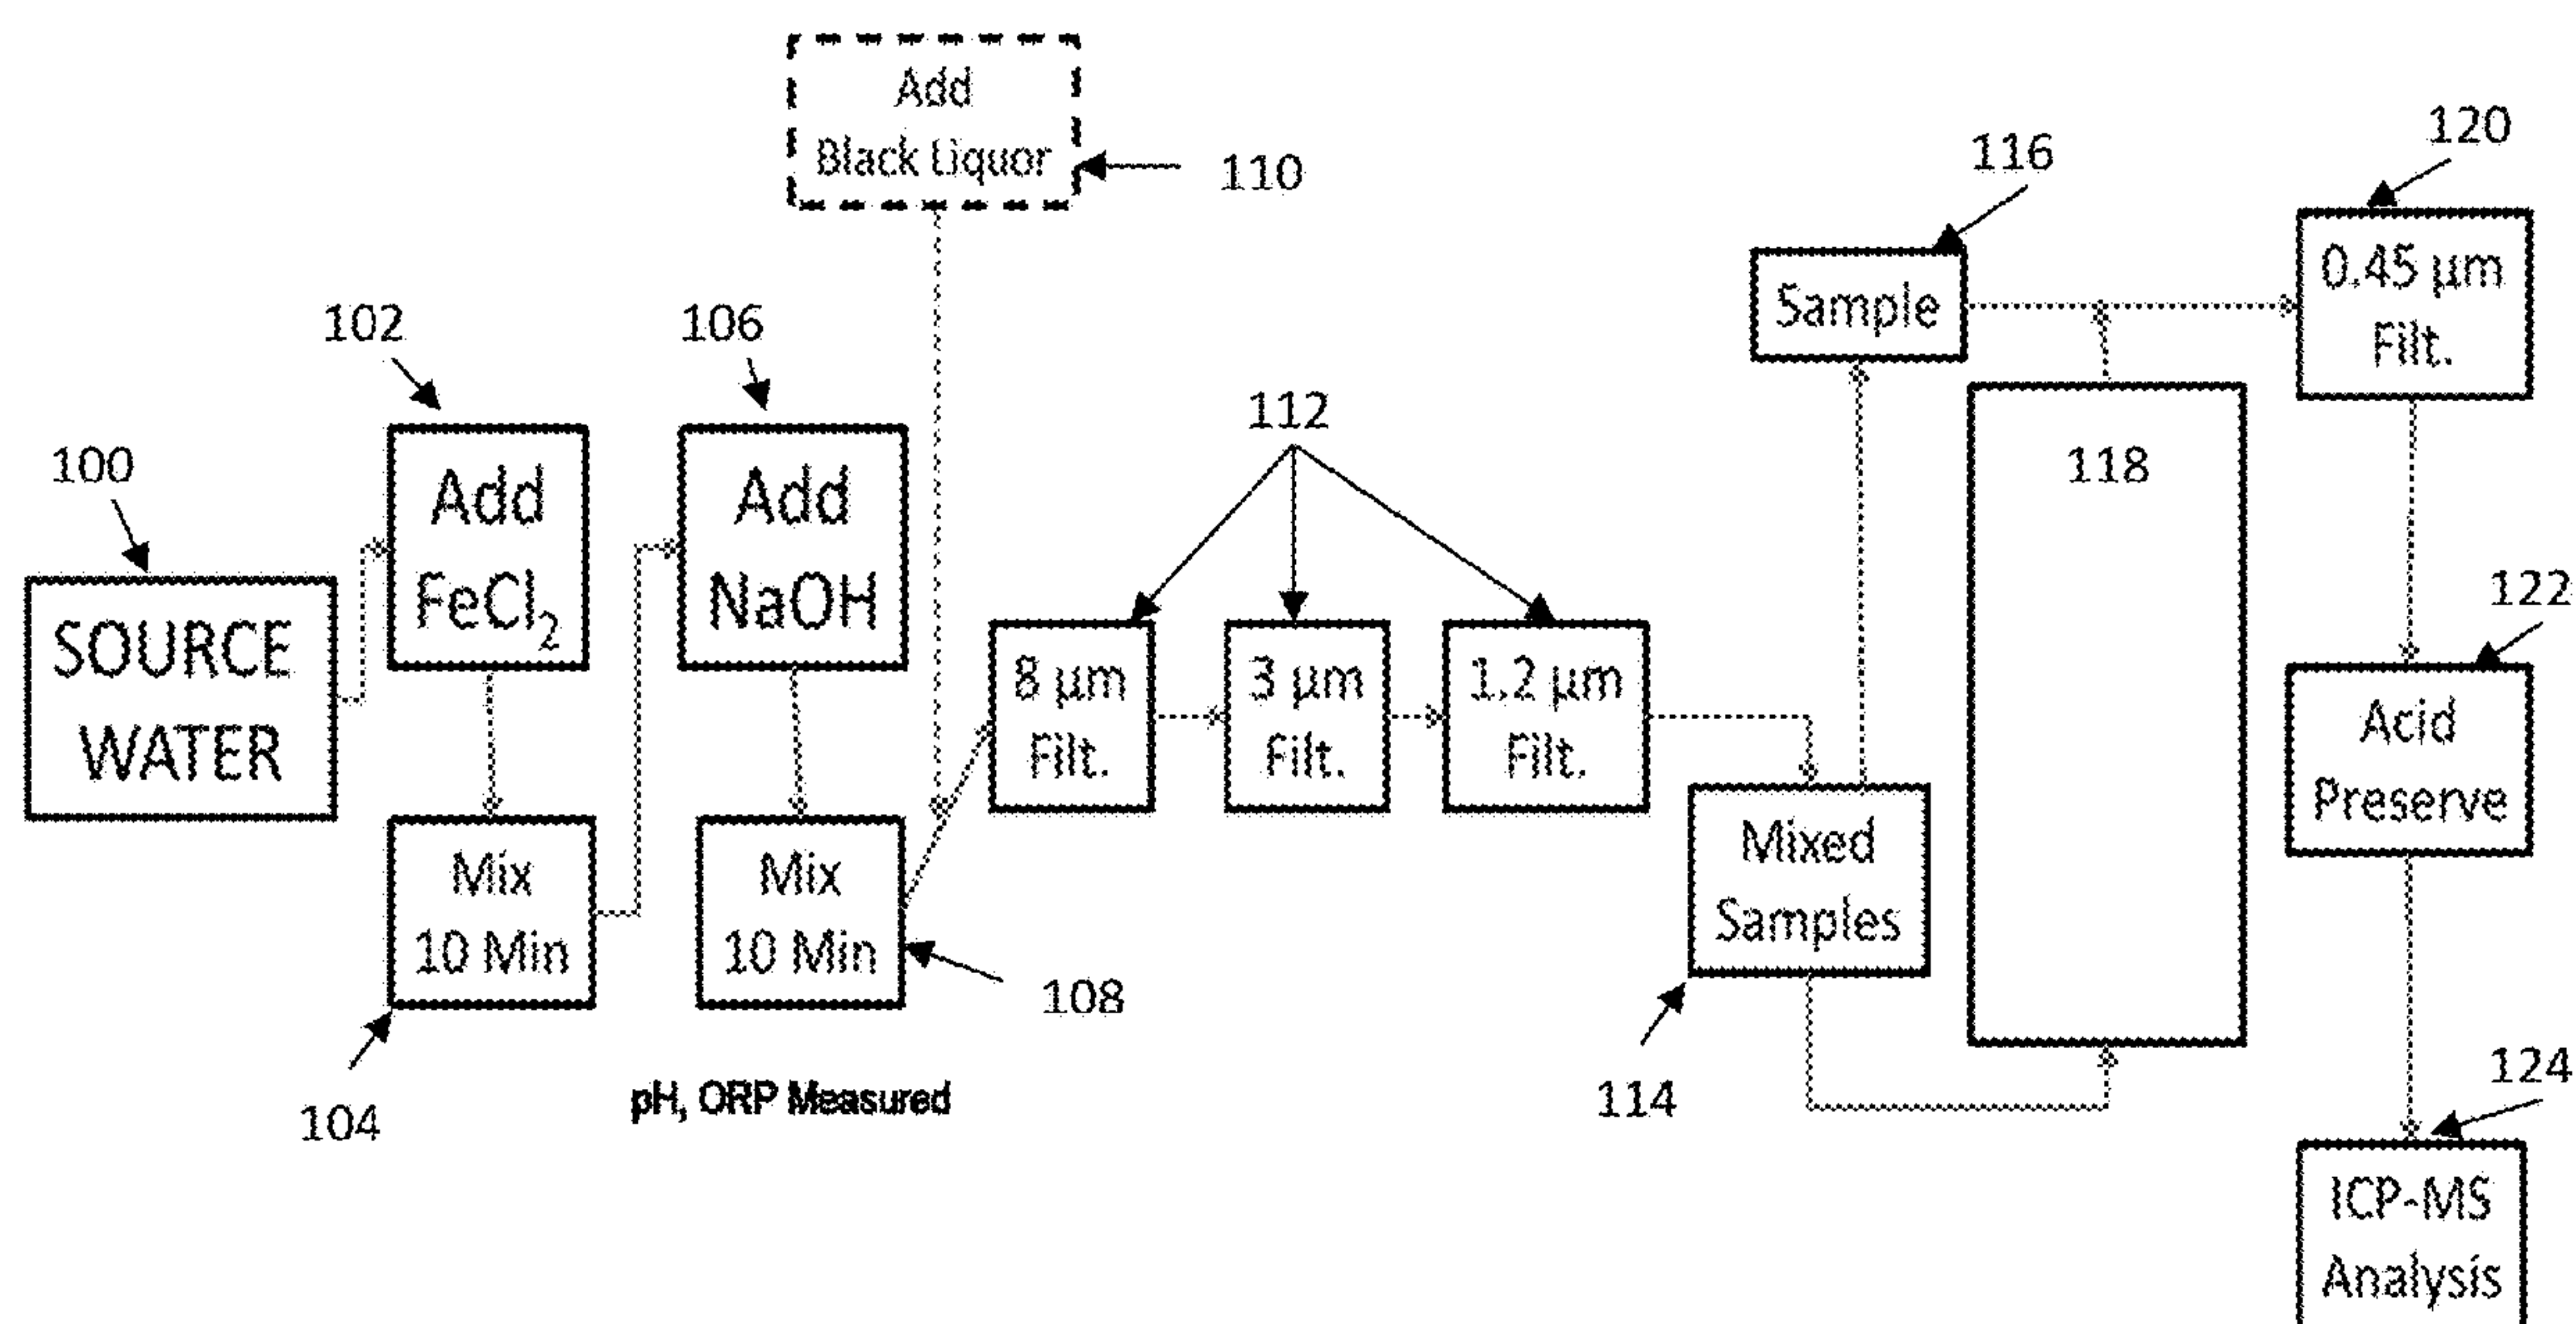 Add
Black Liquor
110
120
116
Sample
0.45 µm
Filt.
102
106
112
118
100
Add
FeCl₂
Add
NaOH
SOURCE
WATER
8 µm
Filt.
3 µm
Filt.
1.2 µm
Filt.
122
Acid
Preserve
Mix
10 Min
Mix
10 Min
108
Mixed
Samples
104
pH, ORP Measured
114
124
ICP-MS
Analysis